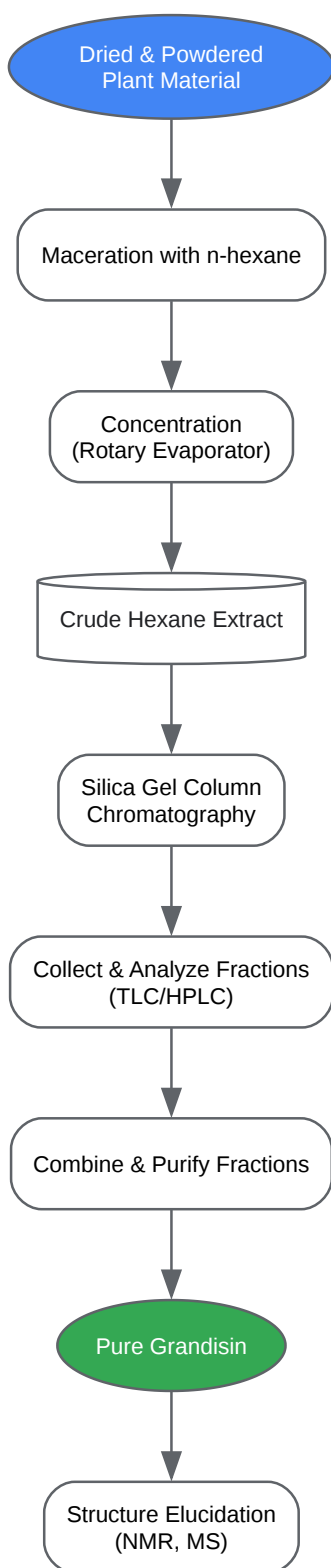 Dried & Powdered
Plant Material
Maceration with n-hexane
Concentration
(Rotary Evaporator)
Crude Hexane Extract
Silica Gel Column
Chromatography
Collect & Analyze Fractions
(TLC/HPLC)
Combine & Purify Fractions
Pure Grandisin
Structure Elucidation
(NMR, MS)